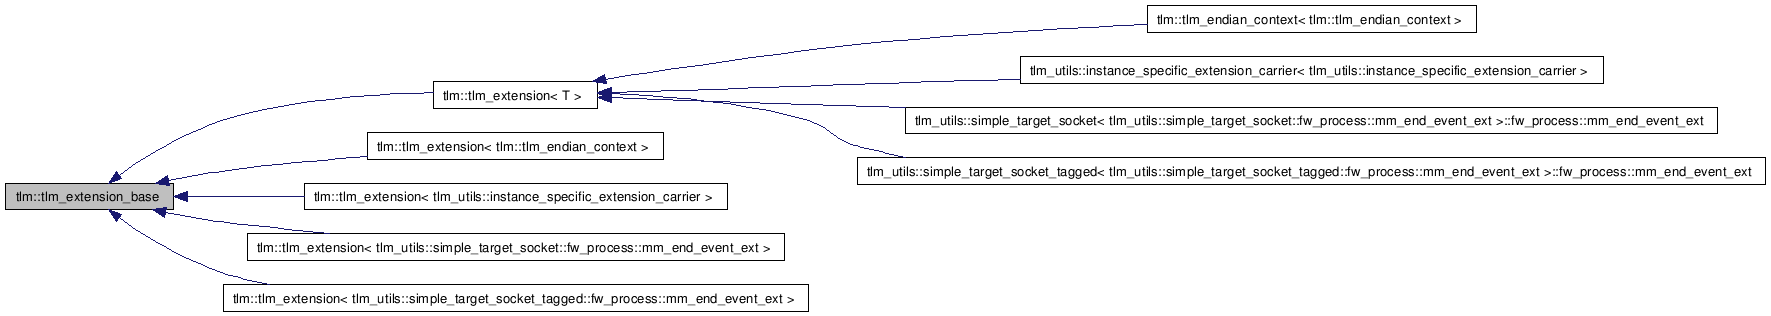 tlm::tlm_endian_context< tlm::tlm_endian_context >
tlm_utils::instance_specific_extension_carrier< tlm_utils::instance_specific_extension_carrier >
tlm::tlm_extension< T >
tlm_utils::simple_target_socket< tlm_utils::simple_target_socket::fw_process::mm_end_event_ext >::fw_process::mm_end_event_ext
tlm::tlm_extension< tlm::tlm_endian_context >
tlm_utils::simple_target_socket_tagged< tlm_utils::simple_target_socket_tagged::fw_process::mm_end_event_ext >::fw_process::mm_end_event_ext
tlm::tlm_extension_base
tlm::tlm_extension< tlm_utils::instance_specific_extension_carrier >
tlm::tlm_extension< tlm_utils::simple_target_socket::fw_process::mm_end_event_ext >
tlm::tlm_extension< tlm_utils::simple_target_socket_tagged::fw_process::mm_end_event_ext >